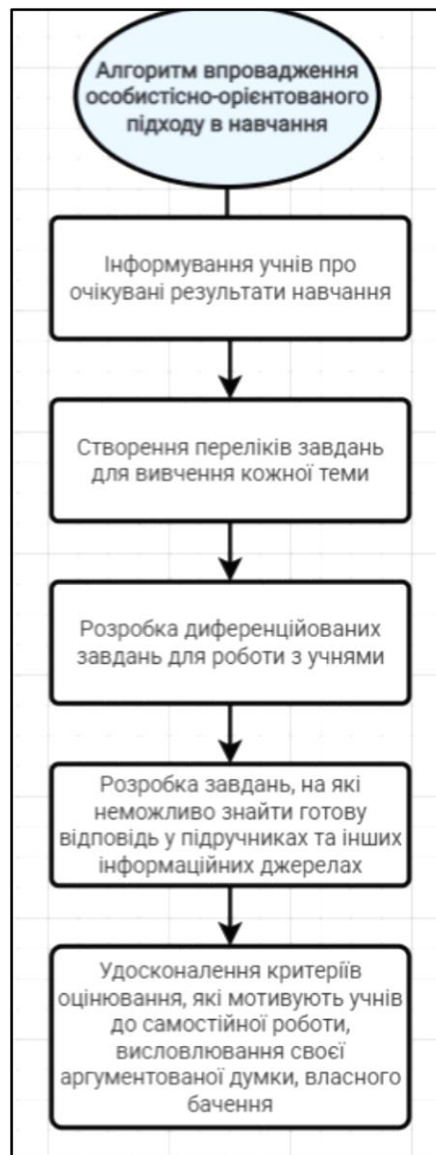 Алгоритм впровадження
особистісно-орієнтованого
підходу в навчання
Інформування учнів про
очікувані результати навчання
Створення переліків завдань
для вивчення кожної теми
Розробка диференційованих
завдань для роботи з учнями
Розробка завдань, на які
неможливо знайти готову
відповідь у підручниках та інших
інформаційних джерелах
Удосконалення критеріїв
оцінювання, які мотивують учнів
до самостійної роботи,
висловлювання своєї
аргументованої думки, власного
бачення